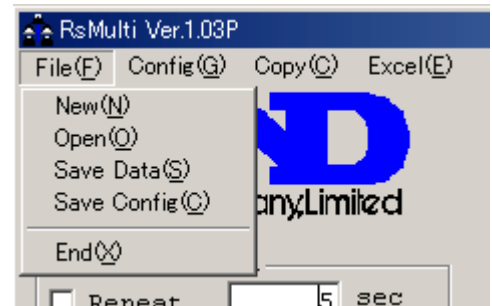 RsMulti Ver.1.03P
File(F) Config(G) Copy(C) Excel(E)
New(N)
Open(O)
Save Data(S)
Save Config(C)
End(X)
any,Limited
Repeat 5 sec